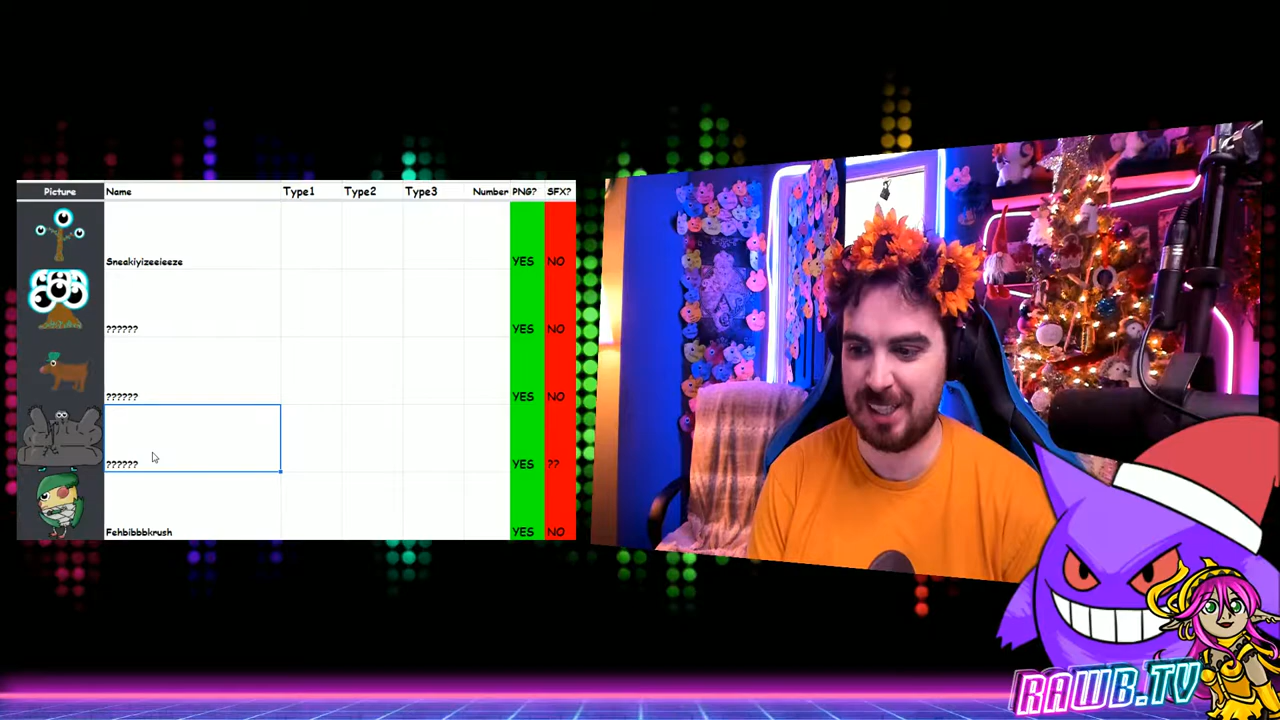 Picture Name Type1 Type2 Type3 Number PNG? SFX?
Sneakiyizeeieeze YES NO
?????? YES NO
?????? YES NO
?????? YES ??
Fehbibbbkrush YES NO
RAWB.TV